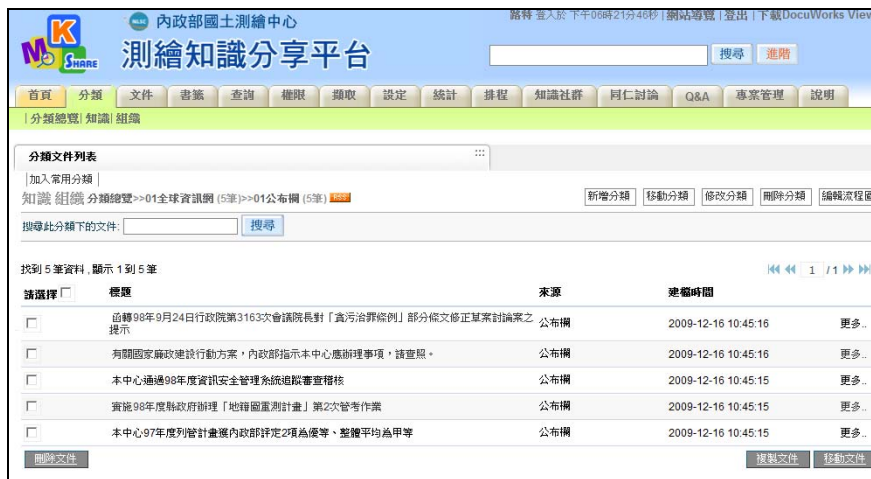 MoK SHARE
NLSC 內政部國土測繪中心
測繪知識分享平台
路特 登入於 下午06時21分46秒 | 網站導覽 | 登出 | 下載DocuWorks View
搜尋 進階
首頁 分類 文件 書籤 查詢 權限 擷取 設定 統計 排程 知識社群 同仁討論 Q&A 專案管理 說明
| 分類總覽 | 知識 | 組織
分類文件列表
| 加入常用分類 |
知識 組織 分類總覽>>01全球資訊網 (5筆)>>01公布欄 (5筆)
新增分類 移動分類 修改分類 刪除分類 編輯流程圖
搜尋此分類下的文件: 搜尋
找到 5 筆資料 , 顯示 1 到 5 筆
1 / 1
請選擇 標題 來源 建檔時間
函轉98年9月24日行政院第3163次會議院長對「貪污治罪條例」部分條文修正草案討論案之提示 公布欄 2009-12-16 10:45:16 更多..
有關國家廉政建設行動方案，內政部指示本中心應辦理事項，請查照。 公布欄 2009-12-16 10:45:16 更多..
本中心通過98年度資訊安全管理系統追蹤審查稽核 公布欄 2009-12-16 10:45:15 更多..
實施98年度縣政府辦理「地籍圖重測計畫」第2次管考作業 公布欄 2009-12-16 10:45:15 更多..
本中心97年度列管計畫獲內政部評定2項為優等、整體平均為甲等 公布欄 2009-12-16 10:45:15 更多..
刪除文件 複製文件 移動文件